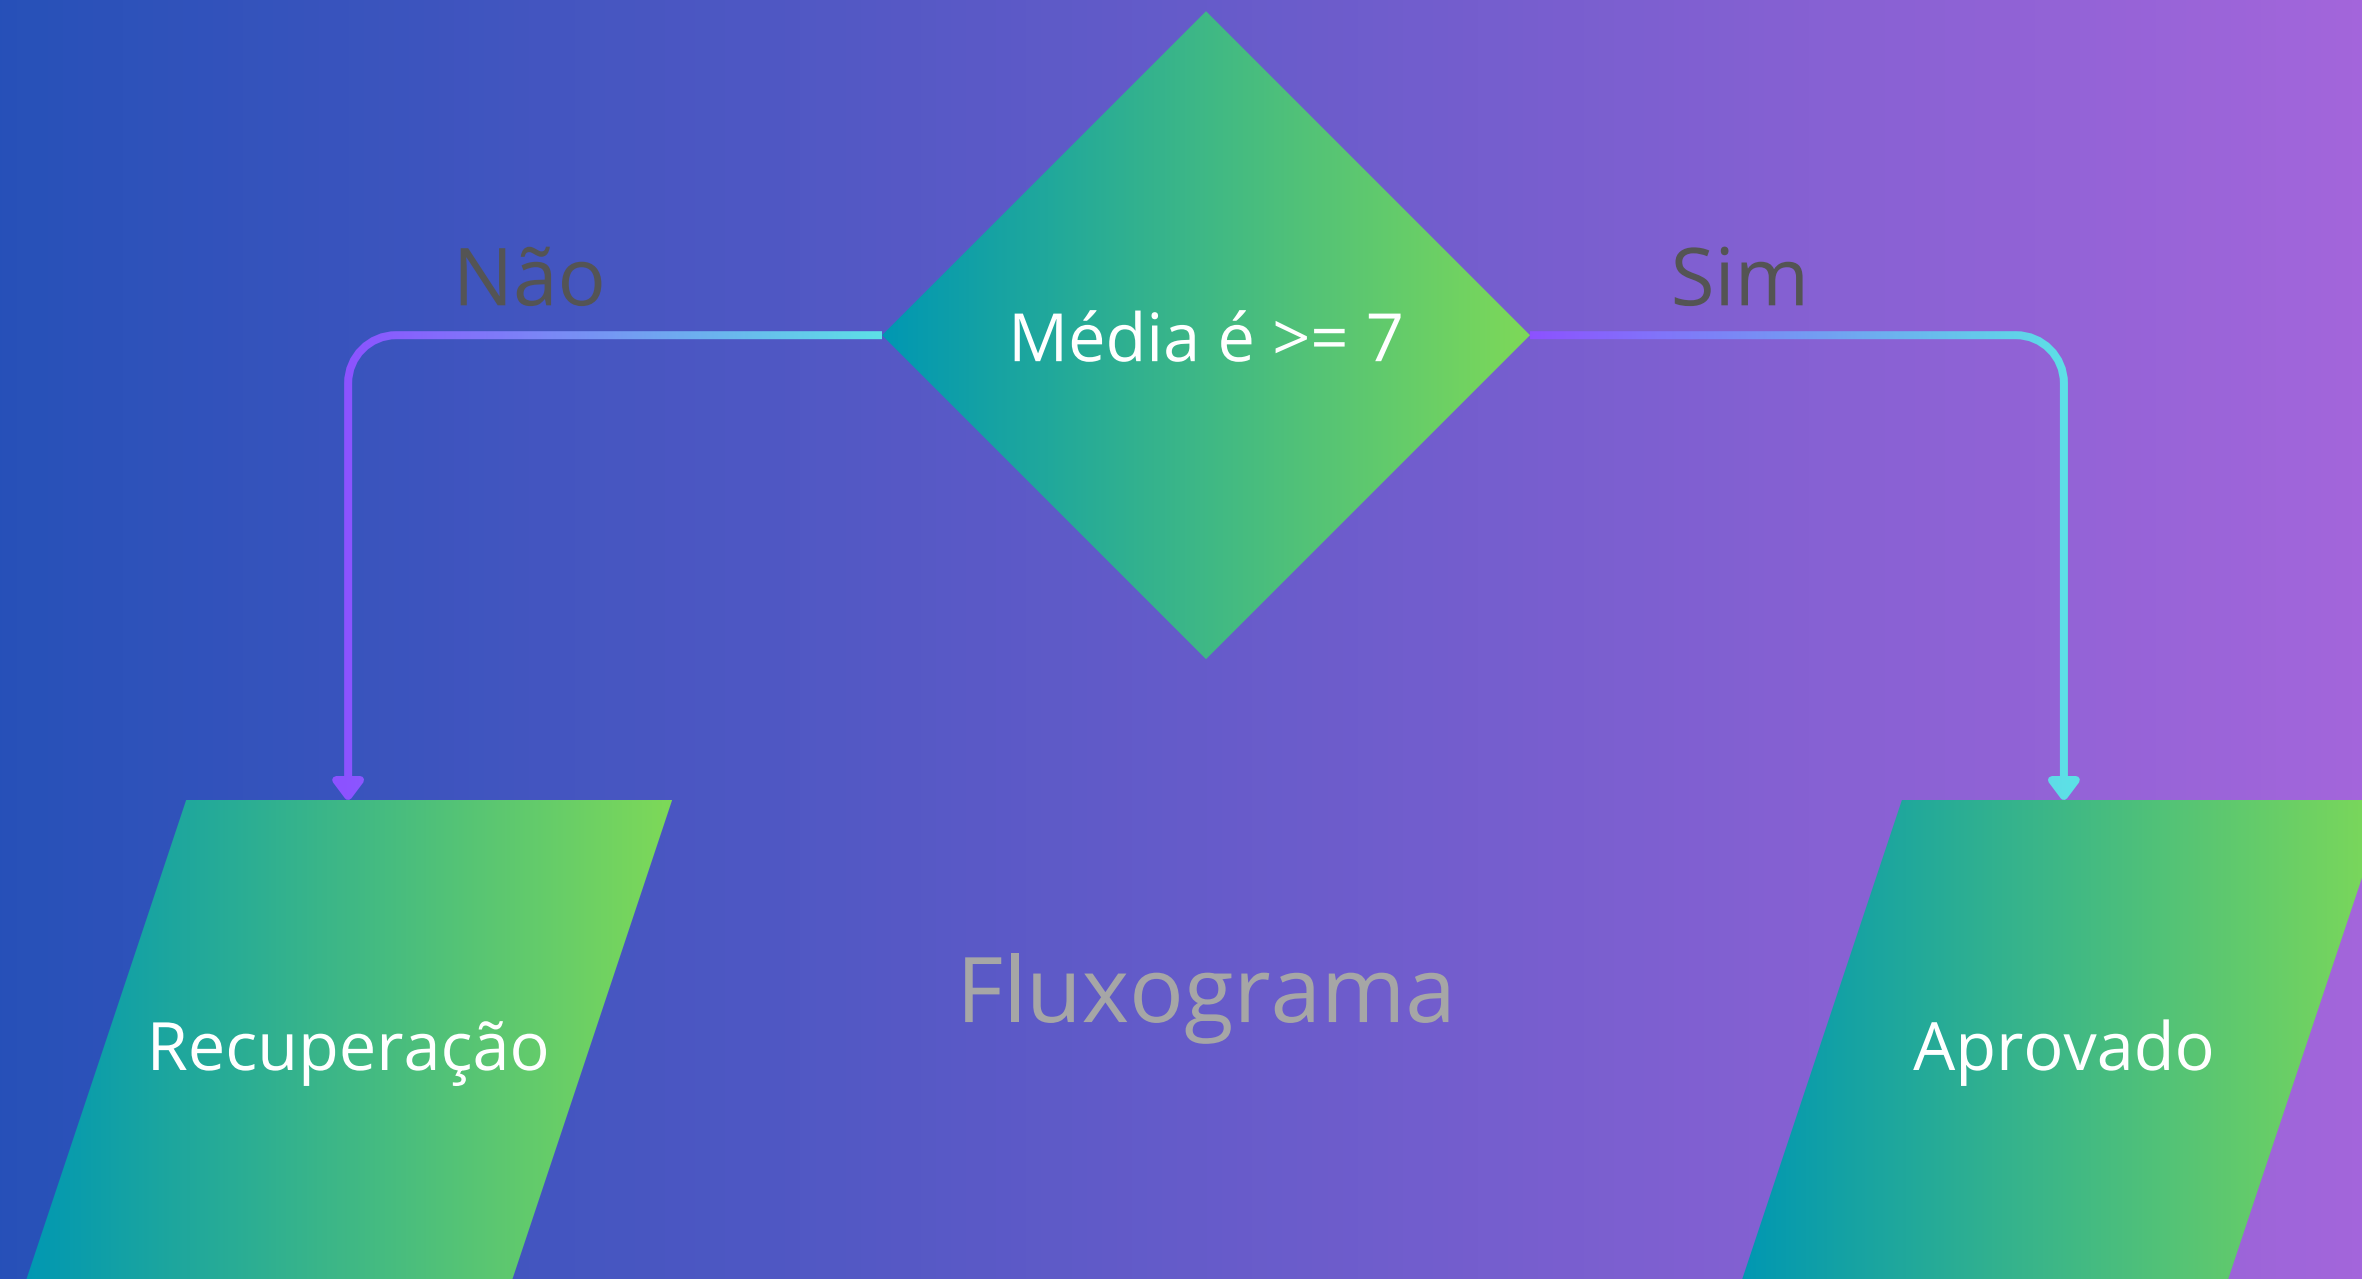 Não
Sim
Média é >= 7
Fluxograma
Recuperação
Aprovado